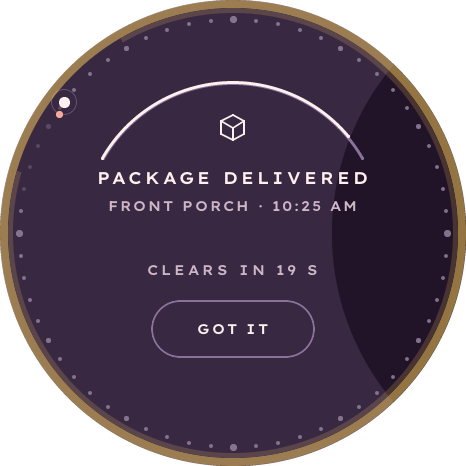 PACKAGE DELIVERED
FRONT PORCH · 10:25 AM
CLEARS IN 19 S
GOT IT